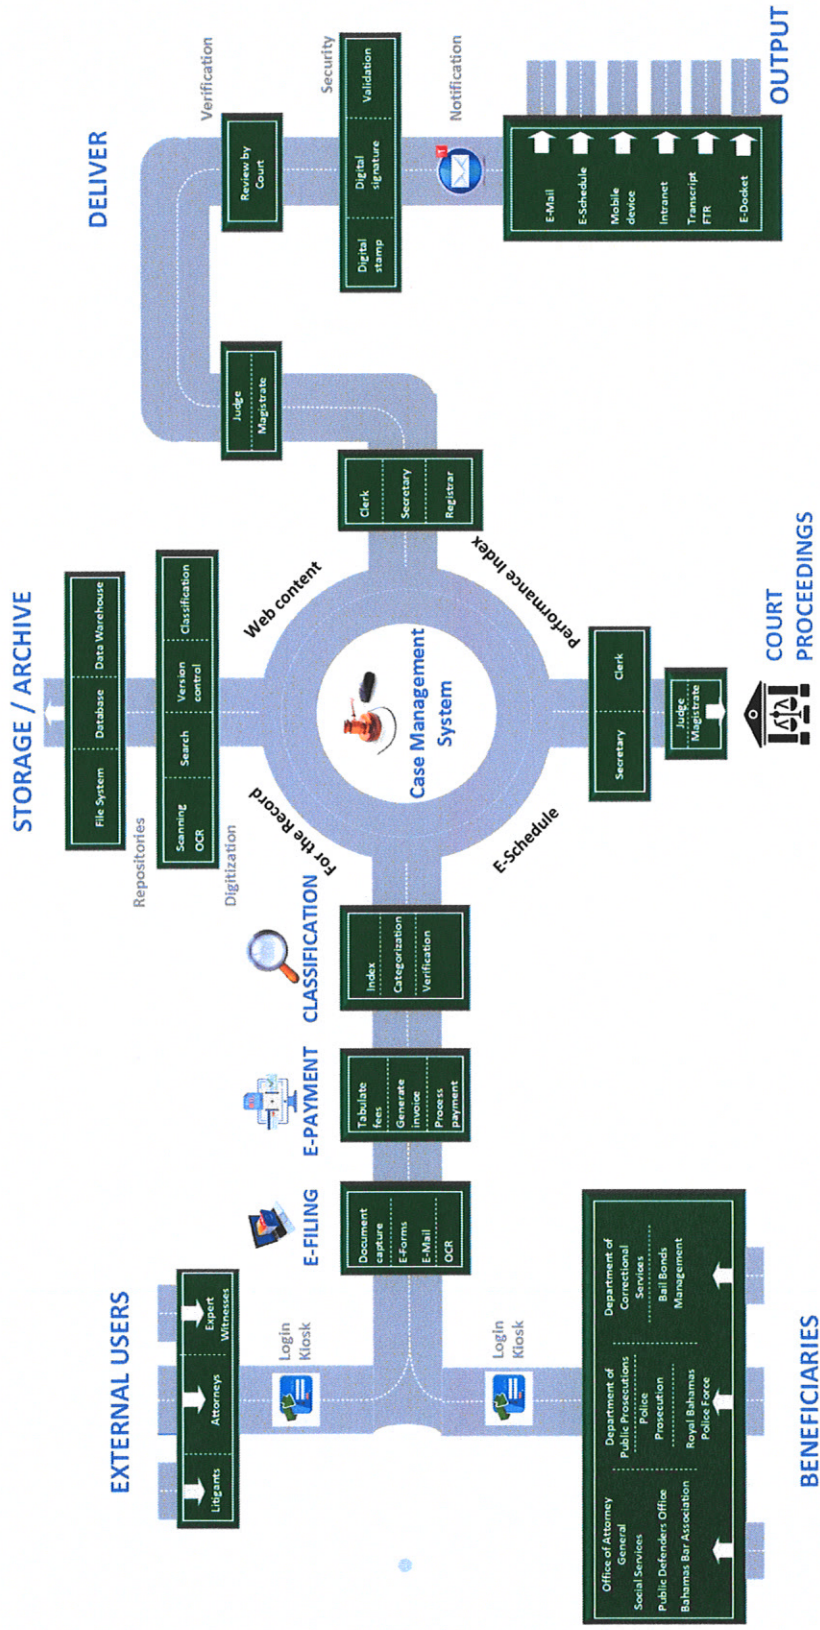 EXTERNAL USERS
Litigants
Attorneys
Expert
Witnesses
Login
Kiosk
Login
Kiosk
BENEFICIARIES
Office of Attorney
General
Social Services
Public Defenders Office
Bahamas Bar Association
Department of
Public Prosecutions
Police
Prosecution
Royal Bahamas
Police Force
Department of
Correctional
Services
Bail Bonds
Management
E-FILING
Document
capture
E-Forms
E-Mail
OCR
E-PAYMENT
Tabulate
fees
Generate
invoice
Process
payment
CLASSIFICATION
Index
Categorization
Verification
STORAGE / ARCHIVE
File System
Database
Data Warehouse
Repositories
Scanning
OCR
Search
Version
control
Classification
Digitization
For the Record
Web content
Case Management
System
E-Schedule
Performance Index
Secretary
Clerk
Judge
Magistrate
COURT
PROCEEDINGS
Clerk
Secretary
Registrar
Judge
Magistrate
DELIVER
Verification
Review by
Court
Security
Digital
stamp
Digital
signature
Validation
Notification
1
E-Mail
E-Schedule
Mobile
device
Intranet
Transcript
FTR
E-Docket
OUTPUT